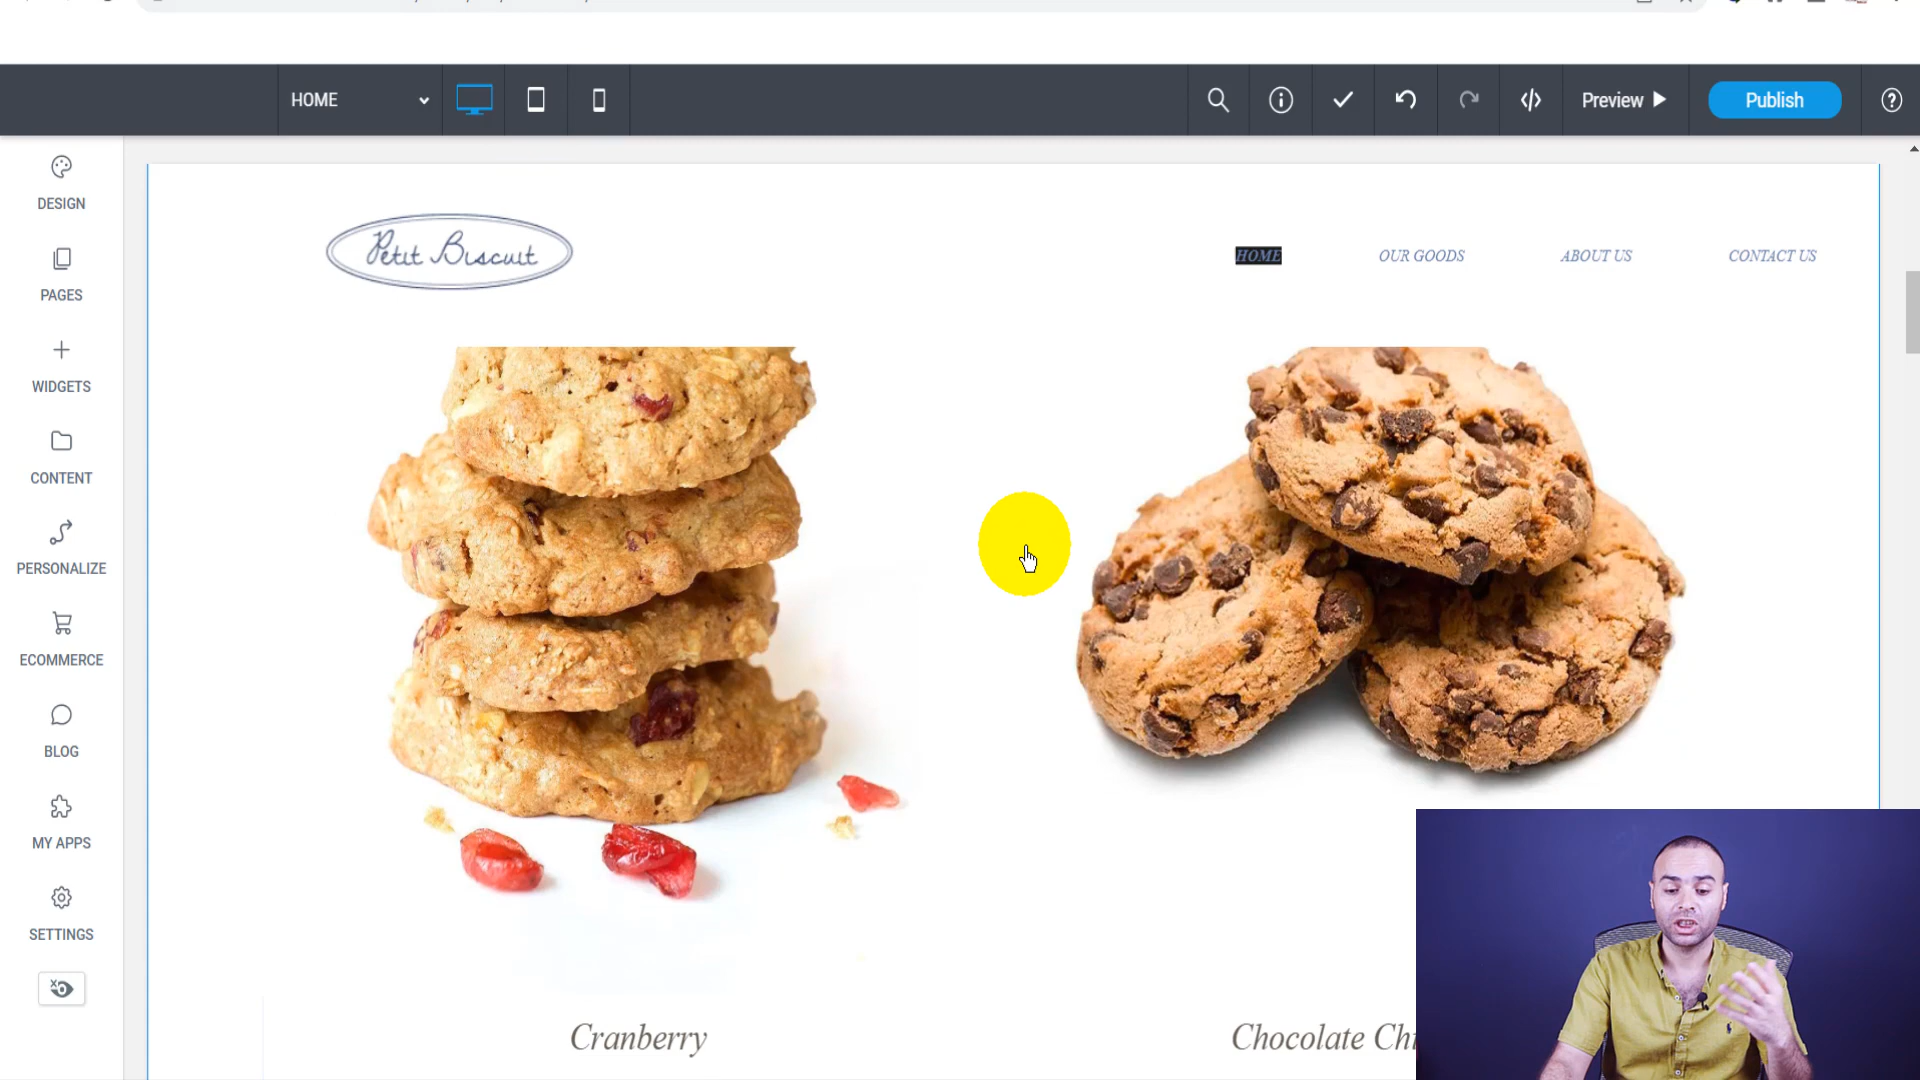 HOME
Preview
Publish
DESIGN
PAGES
WIDGETS
CONTENT
PERSONALIZE
ECOMMERCE
BLOG
MY APPS
SETTINGS
Petit Biscuit
HOME
OUR GOODS
ABOUT US
CONTACT US
Cranberry
Chocolate